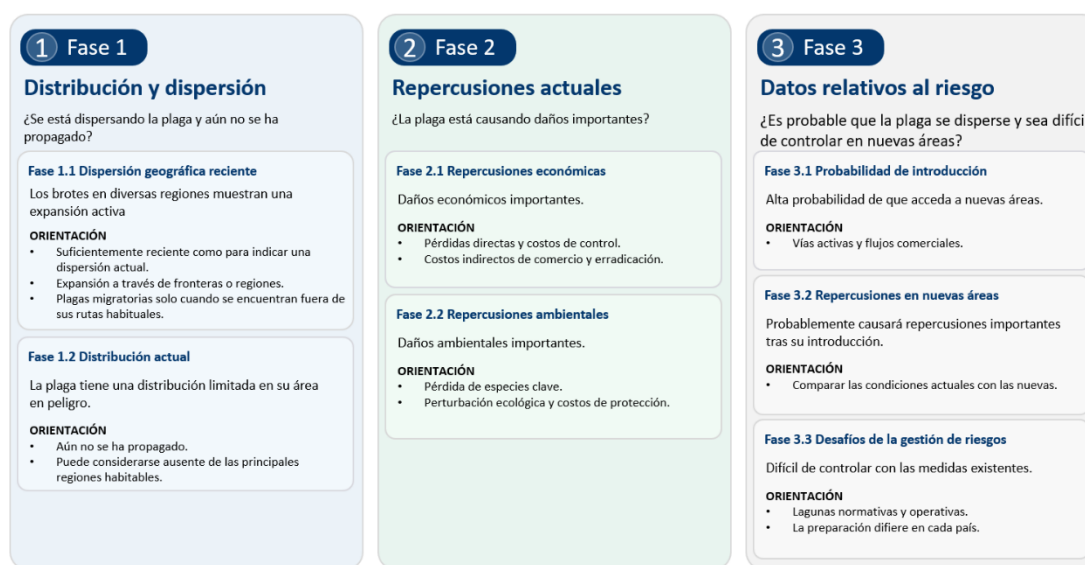 1 Fase 1
Distribución y dispersión
¿Se está dispersando la plaga y aún no se ha
propagado?
Fase 1.1 Dispersión geográfica reciente
Los brotes en diversas regiones muestran una
expansión activa
ORIENTACIÓN
• Suficientemente reciente como para indicar una
dispersión actual.
• Expansión a través de fronteras o regiones.
• Plagas migratorias solo cuando se encuentran fuera de
sus rutas habituales.
Fase 1.2 Distribución actual
La plaga tiene una distribución limitada en su área
en peligro.
ORIENTACIÓN
• Aún no se ha propagado.
• Puede considerarse ausente de las principales
regiones habitables.
2 Fase 2
Repercusiones actuales
¿La plaga está causando daños importantes?
Fase 2.1 Repercusiones económicas
Daños económicos importantes.
ORIENTACIÓN
• Pérdidas directas y costos de control.
• Costos indirectos de comercio y erradicación.
Fase 2.2 Repercusiones ambientales
Daños ambientales importantes.
ORIENTACIÓN
• Pérdida de especies clave.
• Perturbación ecológica y costos de protección.
3 Fase 3
Datos relativos al riesgo
¿Es probable que la plaga se disperse y sea difíci
de controlar en nuevas áreas?
Fase 3.1 Probabilidad de introducción
Alta probabilidad de que acceda a nuevas áreas.
ORIENTACIÓN
• Vías activas y flujos comerciales.
Fase 3.2 Repercusiones en nuevas áreas
Probablemente causará repercusiones importantes
tras su introducción.
ORIENTACIÓN
• Comparar las condiciones actuales con las nuevas.
Fase 3.3 Desafíos de la gestión de riesgos
Difícil de controlar con las medidas existentes.
ORIENTACIÓN
• Lagunas normativas y operativas.
• La preparación difiere en cada país.